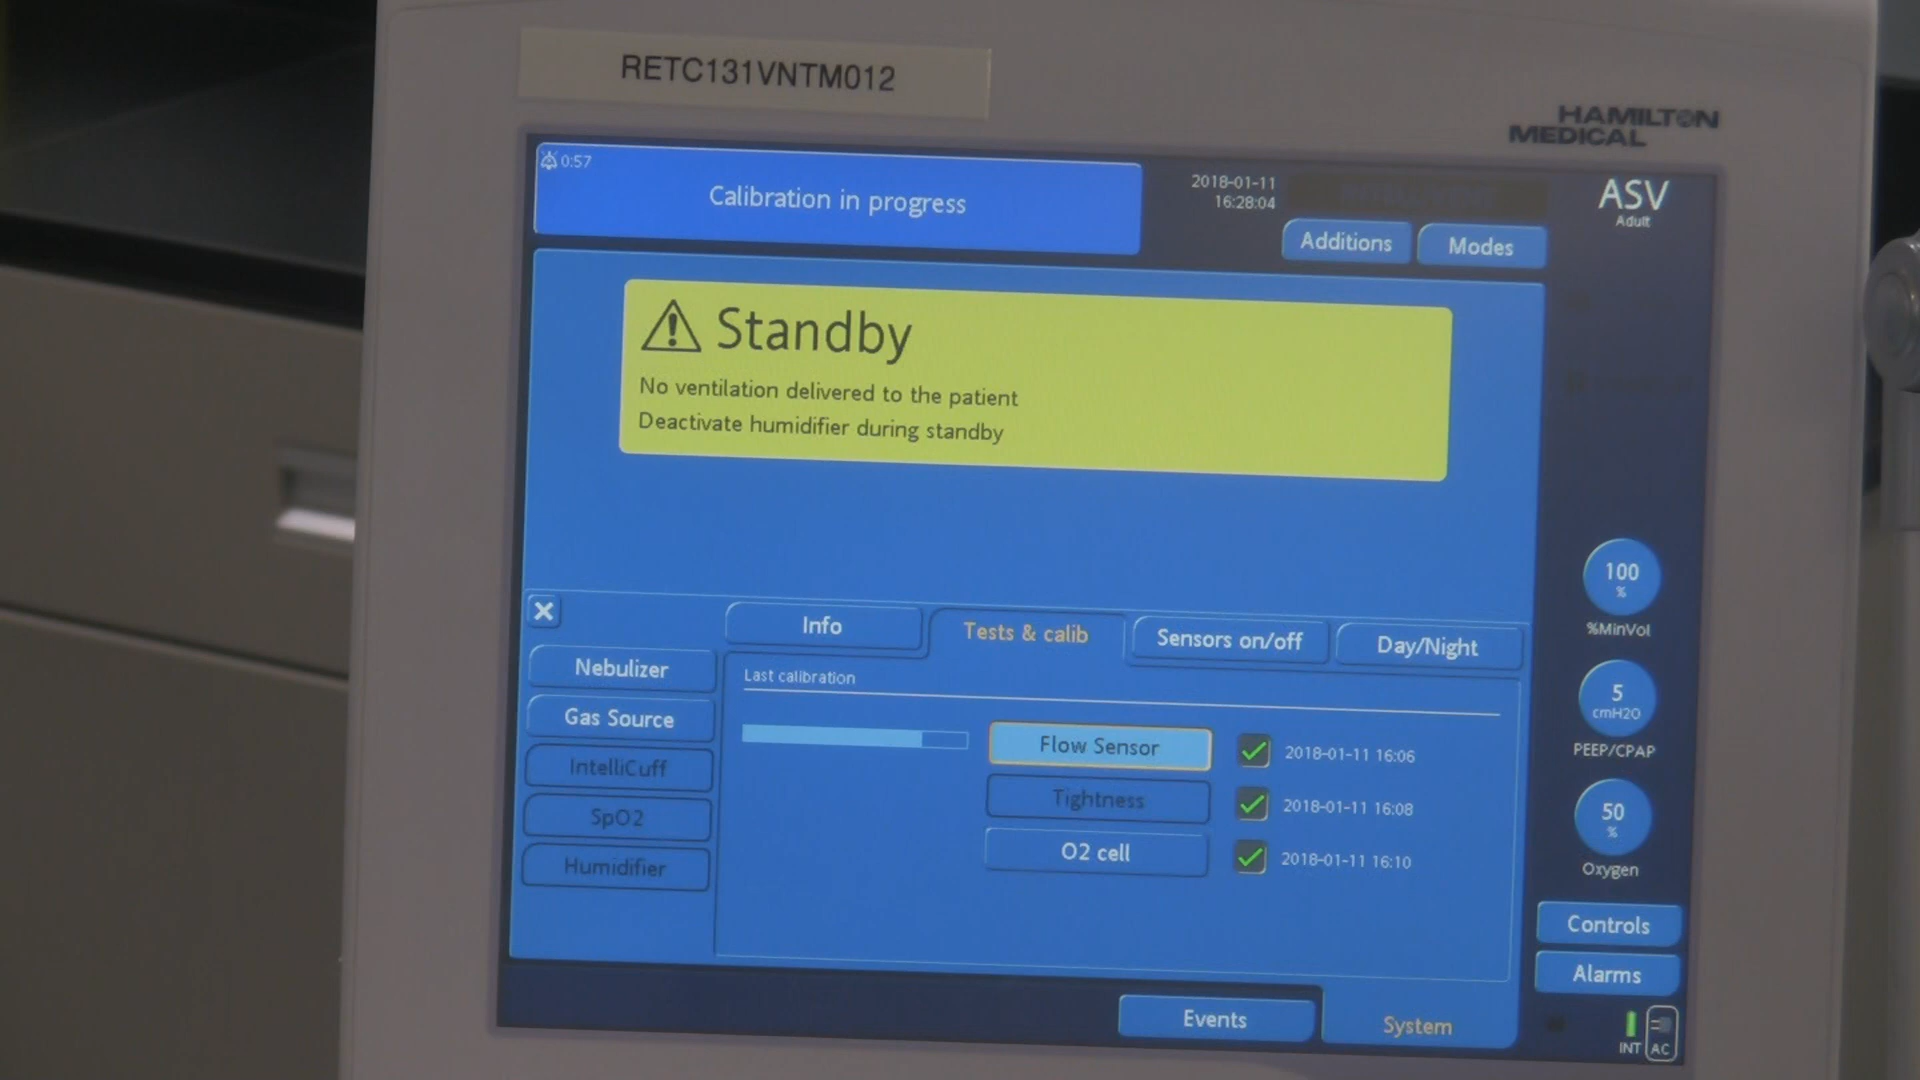 RETC131VNTM012
HAMILTON
MEDICAL
0:57
Calibration in progress
2018-01-11
16:28:04
ASV
Adult
Additions
Modes
Standby
No ventilation delivered to the patient
Deactivate humidifier during standby
100
%
%MinVol
5
cmH2O
PEEP/CPAP
50
%
Oxygen
Info
Tests & calib
Sensors on/off
Day/Night
Nebulizer
Gas Source
IntelliCuff
SpO2
Humidifier
Last calibration
Flow Sensor
2018-01-11 16:06
Tightness
2018-01-11 16:08
O2 cell
2018-01-11 16:10
Controls
Alarms
Events
System
INT
AC